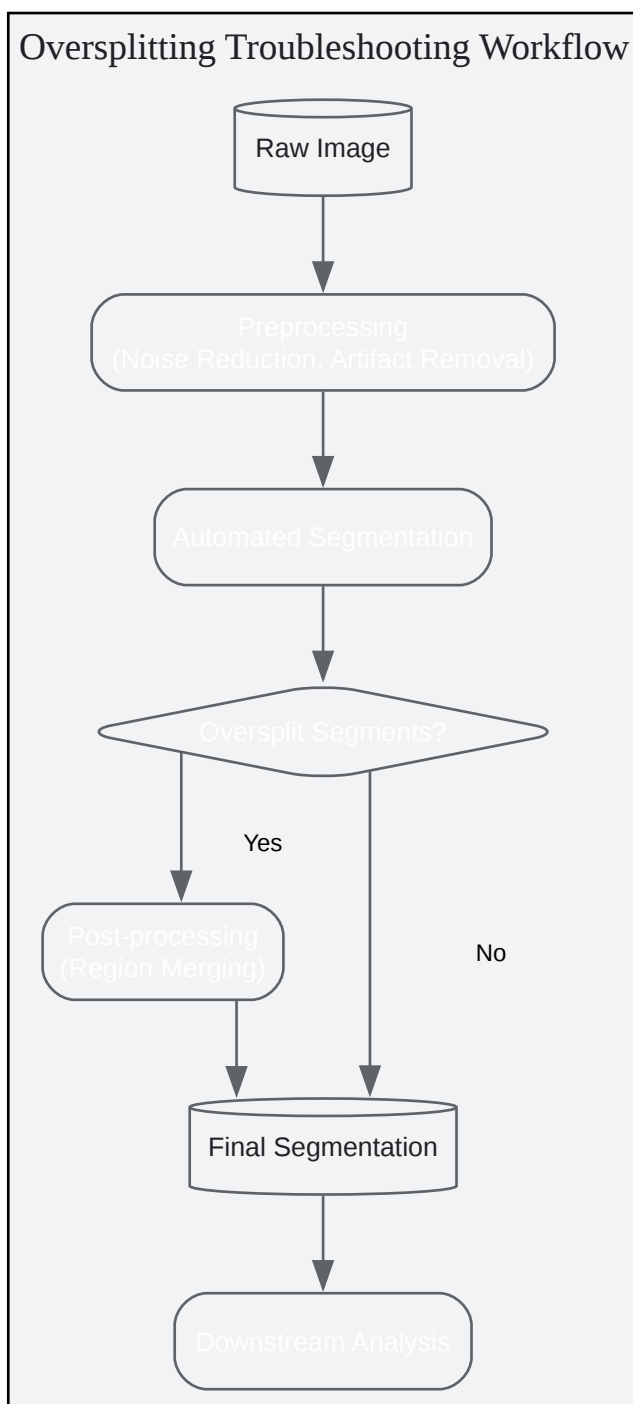 Oversplitting Troubleshooting Workflow
Raw Image
Preprocessing
(Noise Reduction, Artifact Removal)
Automated Segmentation
Oversplit Segments?
Yes
Post-processing
(Region Merging)
No
Final Segmentation
Downstream Analysis